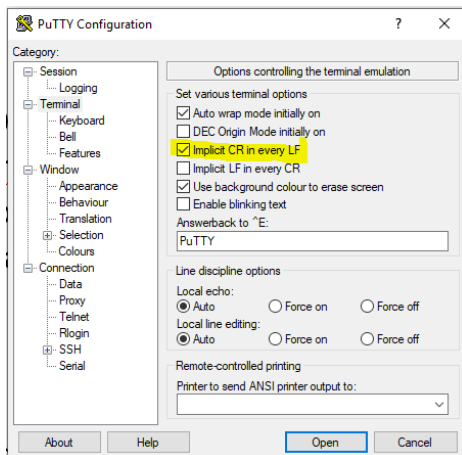 PuTTY Configuration ? ×
Category:
Session
Logging
Terminal
Keyboard
Bell
Features
Window
Appearance
Behaviour
Translation
Selection
Colours
Connection
Data
Proxy
Telnet
Rlogin
SSH
Serial
Options controlling the terminal emulation
Set various terminal options
Auto wrap mode initially on
DEC Origin Mode initially on
Implicit CR in every LF
Implicit LF in every CR
Use background colour to erase screen
Enable blinking text
Answerback to ^E:
PuTTY
Line discipline options
Local echo:
Auto Force on Force off
Local line editing:
Auto Force on Force off
Remote-controlled printing
Printer to send ANSI printer output to:
About Help Open Cancel